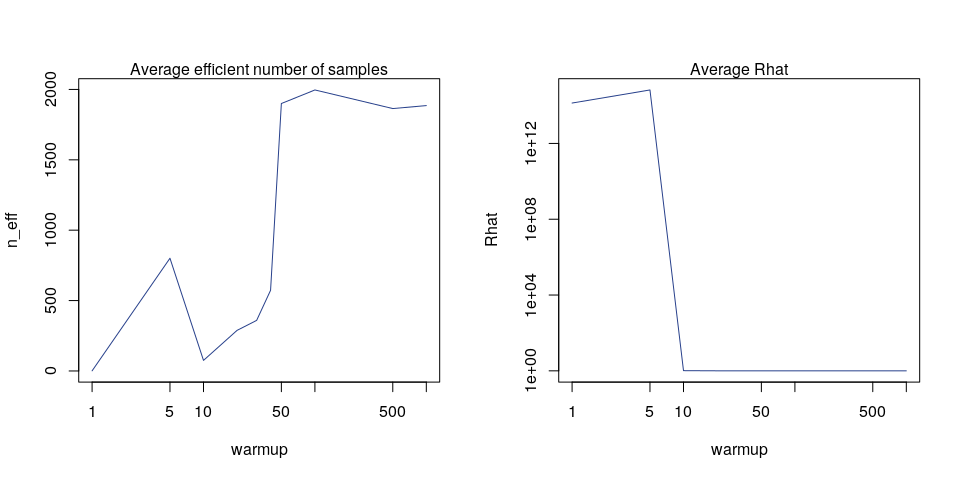 Average efficient number of samples
n_eff
2000
1500
1000
500
0
1 5 10 50 500
warmup
Average Rhat
Rhat
1e+12
1e+08
1e+04
1e+00
1 5 10 50 500
warmup